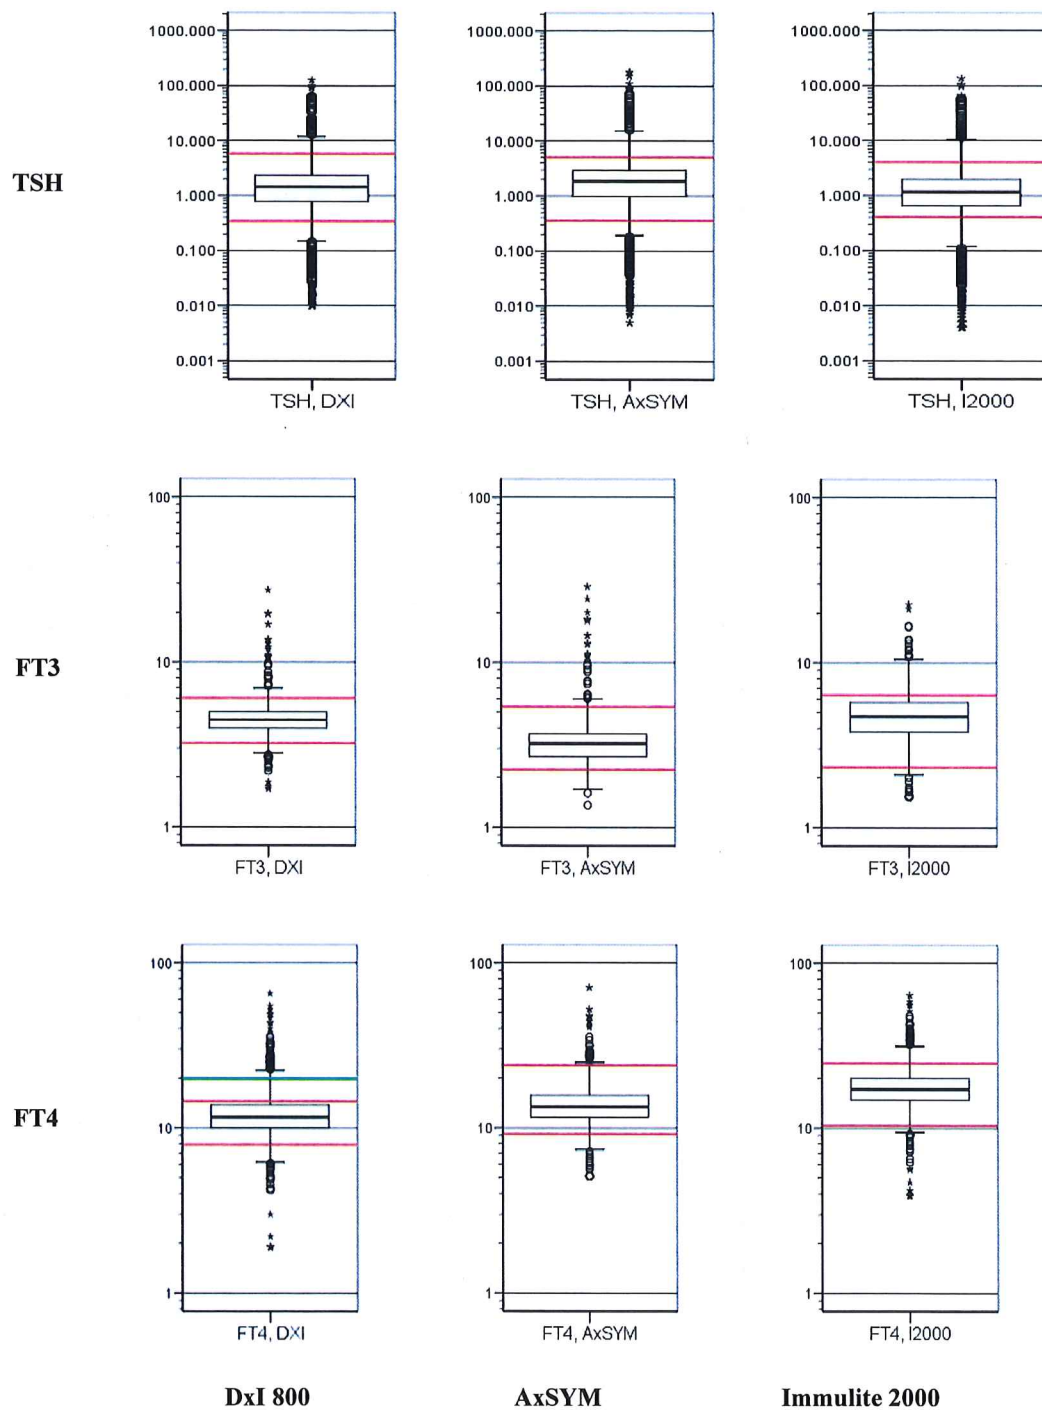 1000.000
100.000
10.000
1.000
0.100
0.010
0.001
TSH, DXI
1000.000
100.000
10.000
1.000
0.100
0.010
0.001
TSH, AxSYM
1000.000
100.000
10.000
1.000
0.100
0.010
0.001
TSH, I2000
TSH
100
10
1
FT3, DXI
100
10
1
FT3, AxSYM
100
10
1
FT3, I2000
FT3
100
10
1
FT4, DXI
100
10
1
FT4, AxSYM
100
10
1
FT4, I2000
FT4
DxI 800
AxSYM
Immulite 2000